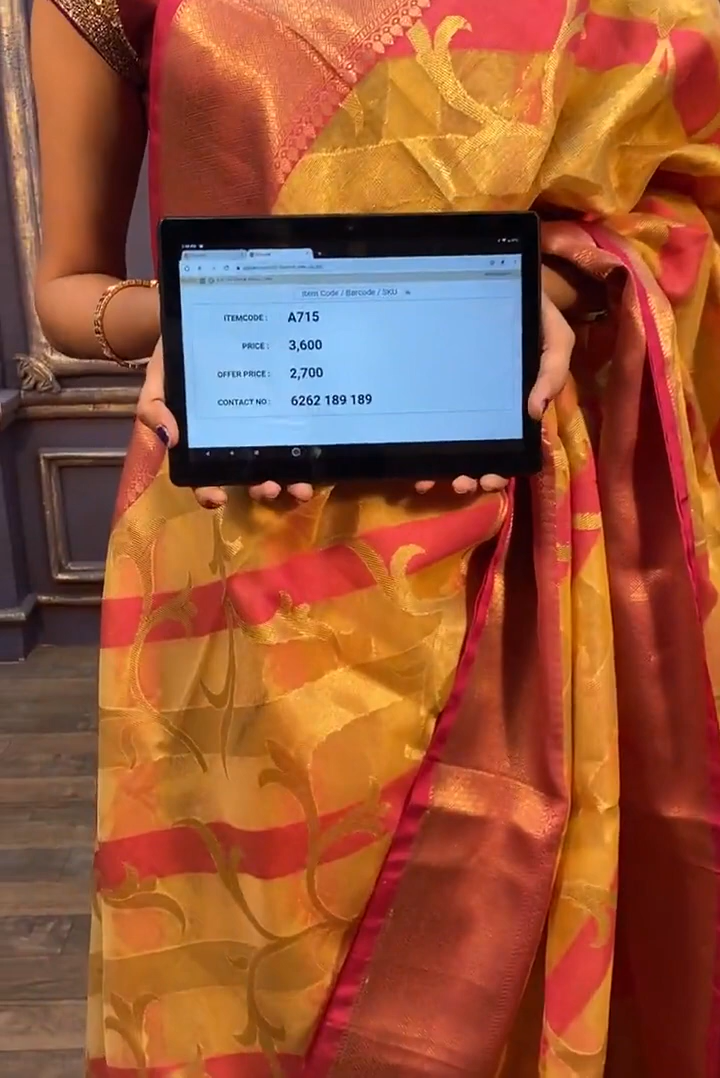 Item Code / Barcode / SKU
ITEMCODE : A715
PRICE : 3,600
OFFER PRICE : 2,700
CONTACT NO : 6262 189 189